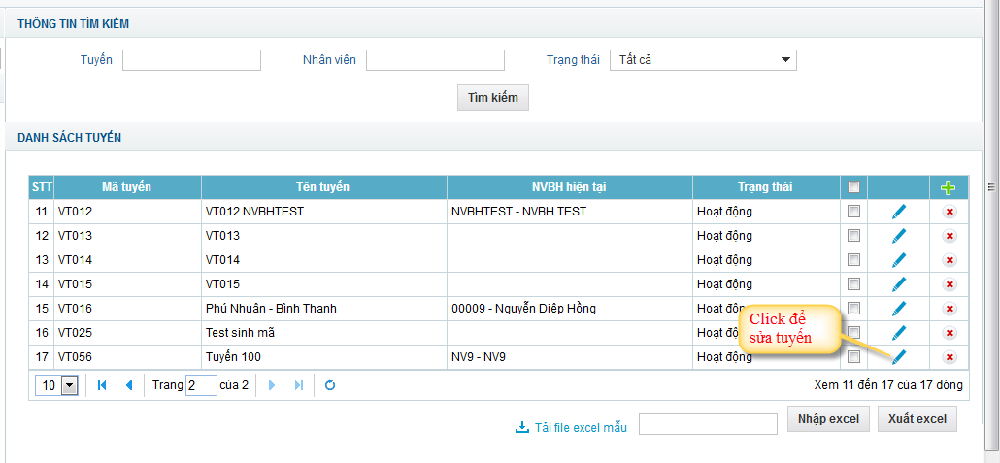 THÔNG TIN TÌM KIẾM
Tuyến Nhân viên Trạng thái Tất cả
Tìm kiếm
DANH SÁCH TUYẾN
STT Mã tuyến Tên tuyến NVBH hiện tại Trạng thái
11 VT012 VT012 NVBHTEST NVBHTEST - NVBH TEST Hoạt động
12 VT013 VT013 Hoạt động
13 VT014 VT014 Hoạt động
14 VT015 VT015 Hoạt động
15 VT016 Phú Nhuận - Bình Thạnh 00009 - Nguyễn Diệp Hồng Hoạt động
16 VT025 Test sinh mã Hoạt động
17 VT056 Tuyến 100 NV9 - NV9 Hoạt động
Click để
sửa tuyến
10 Trang 2 của 2 Xem 11 đến 17 của 17 dòng
Tải file excel mẫu Nhập excel Xuất excel